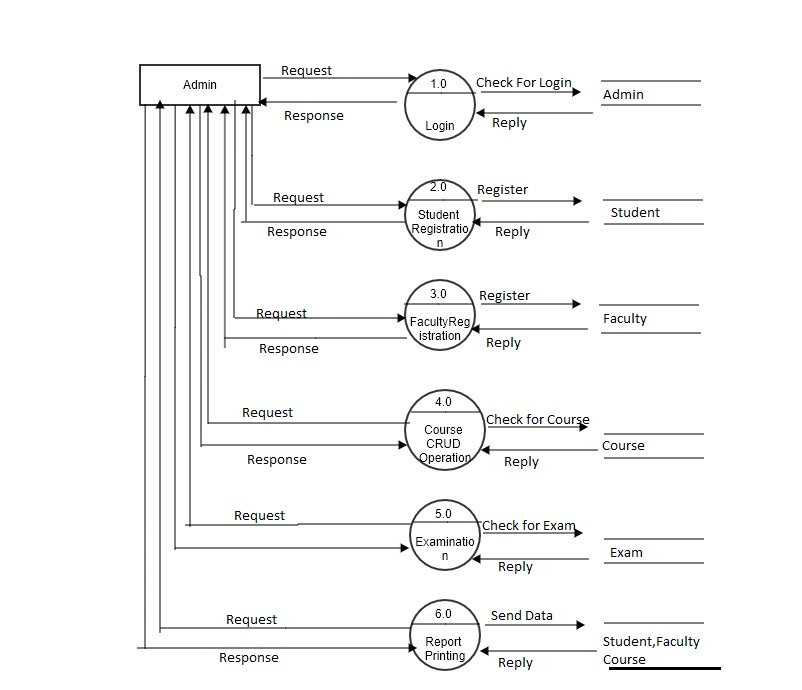 Admin
Request
Response
1.0
Login
Check For Login
Reply
Admin
Request
Response
2.0
Student
Registratio
n
Register
Reply
Student
Request
Response
3.0
FacultyReg
istration
Register
Reply
Faculty
Request
Response
4.0
Course
CRUD
Operation
Check for Course
Reply
Course
Request
5.0
Examinatio
n
Check for Exam
Reply
Exam
Request
Response
6.0
Report
Printing
Send Data
Reply
Student,Faculty
Course